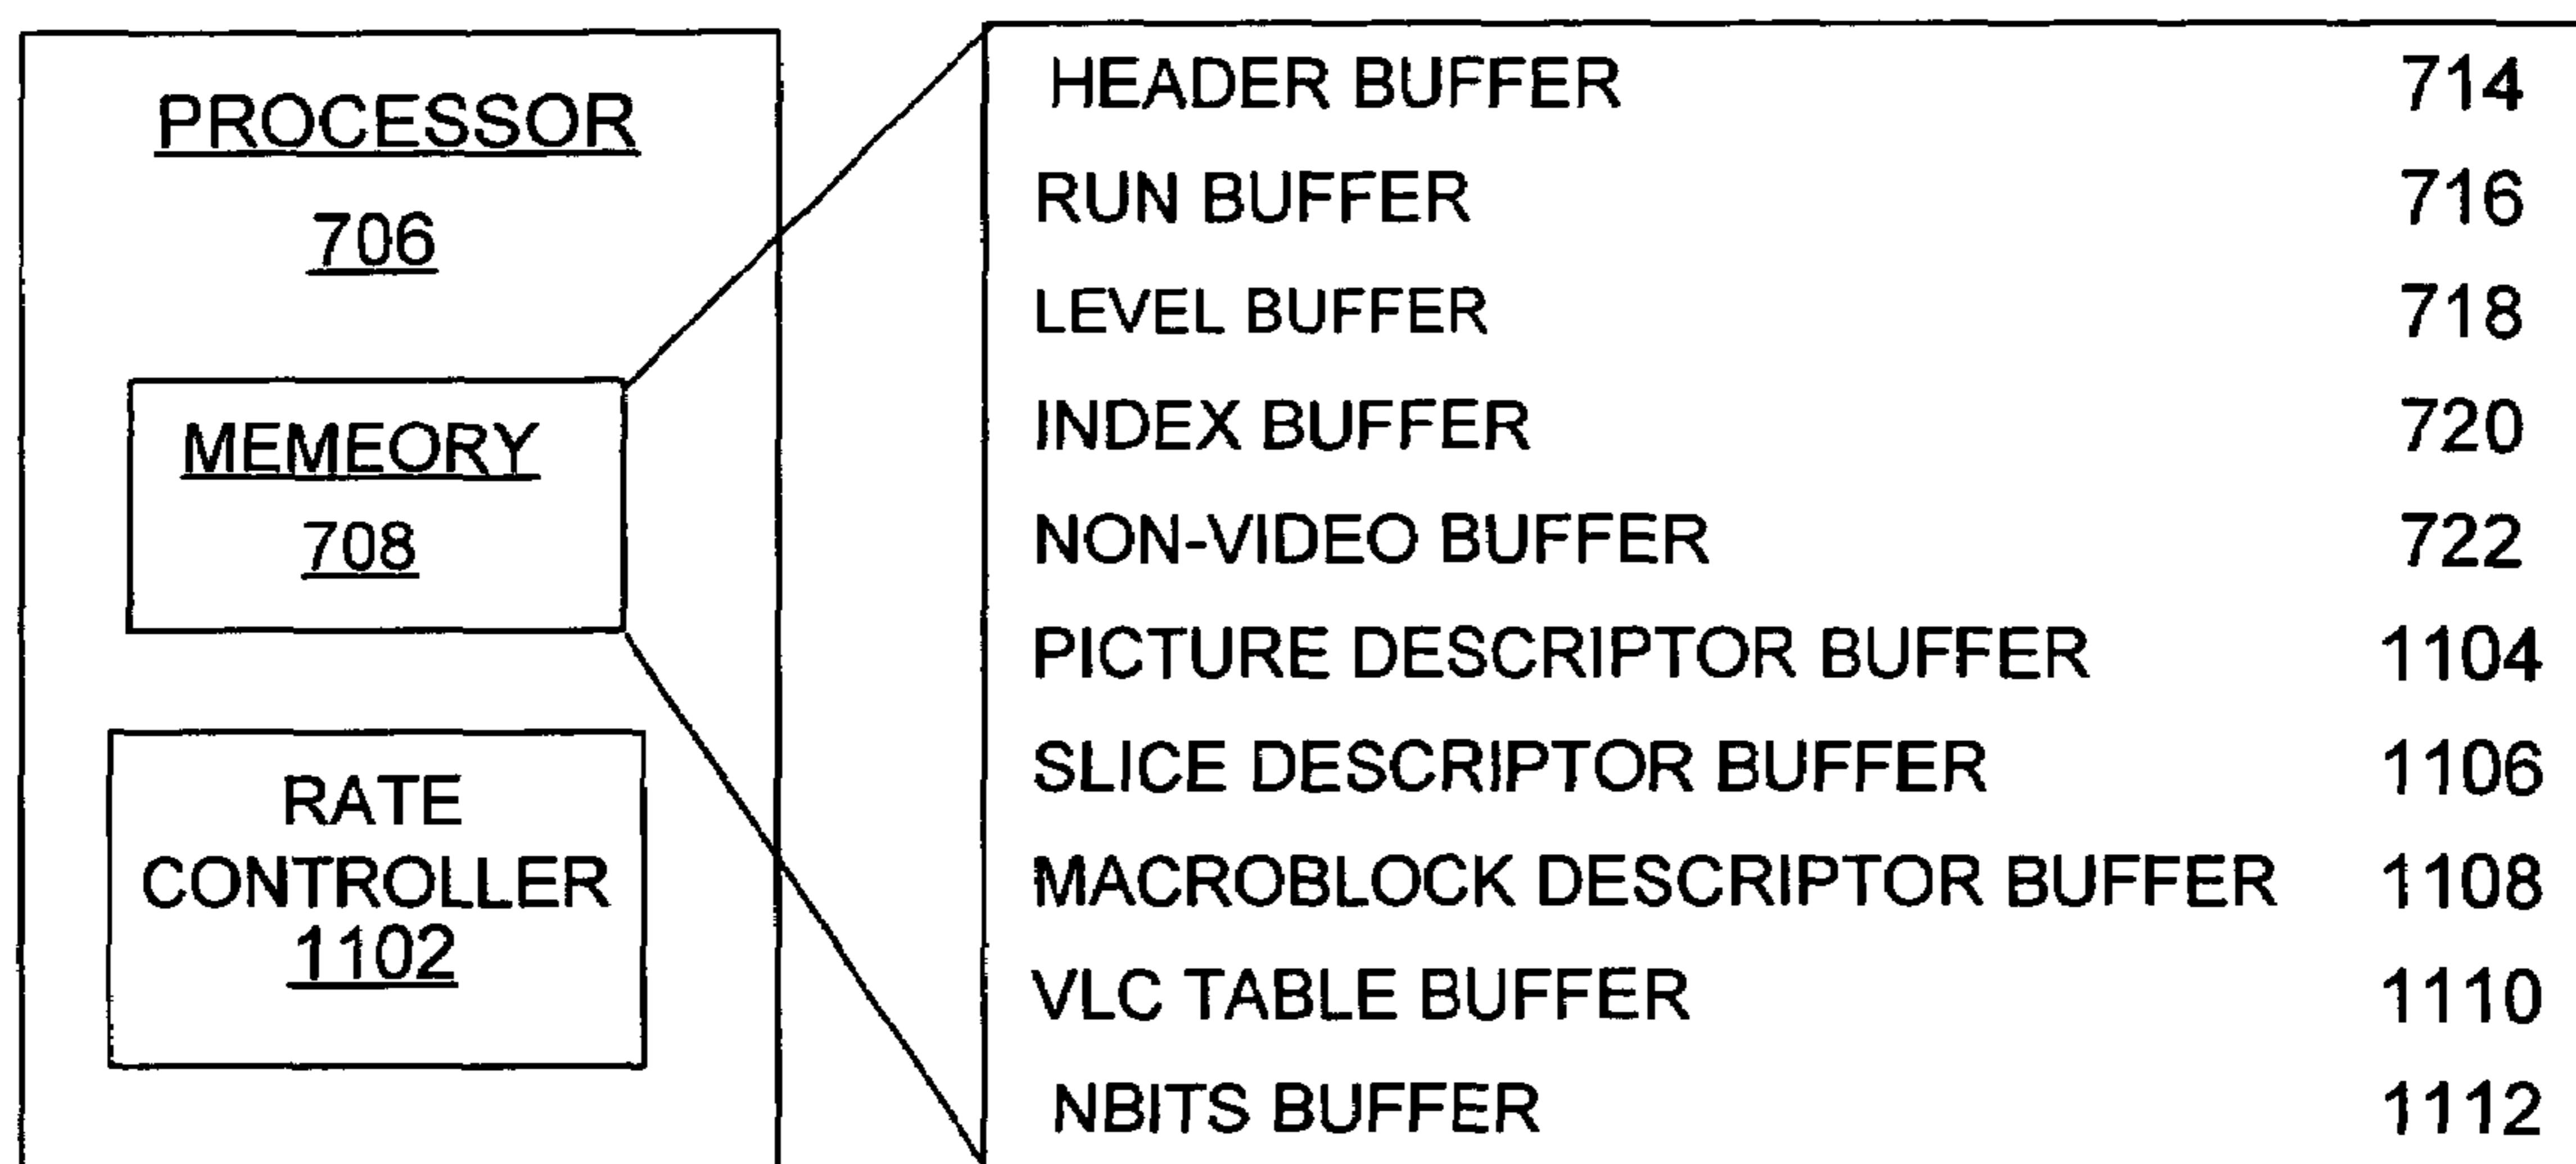 PROCESSOR
706
MEMEORY
708
RATE
CONTROLLER
1102
HEADER BUFFER 714
RUN BUFFER 716
LEVEL BUFFER 718
INDEX BUFFER 720
NON-VIDEO BUFFER 722
PICTURE DESCRIPTOR BUFFER 1104
SLICE DESCRIPTOR BUFFER 1106
MACROBLOCK DESCRIPTOR BUFFER 1108
VLC TABLE BUFFER 1110
NBITS BUFFER 1112